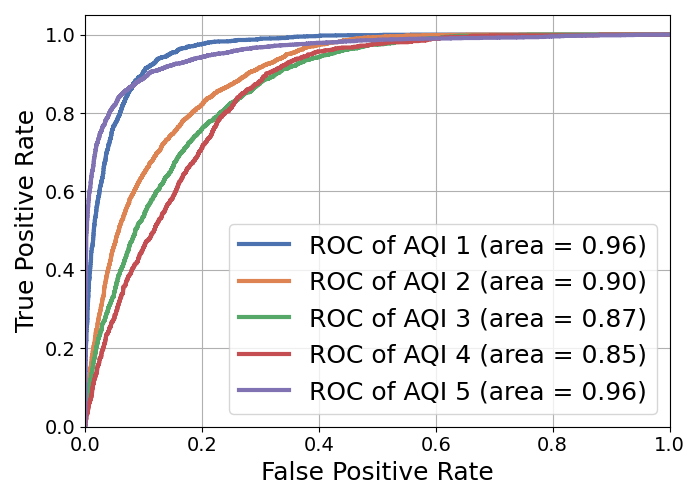 1.0
0.8
0.6
0.4
0.2
0.0
True Positive Rate
ROC of AQI 1 (area = 0.96)
ROC of AQI 2 (area = 0.90)
ROC of AQI 3 (area = 0.87)
ROC of AQI 4 (area = 0.85)
ROC of AQI 5 (area = 0.96)
0.0 0.2 0.4 0.6 0.8 1.0
False Positive Rate